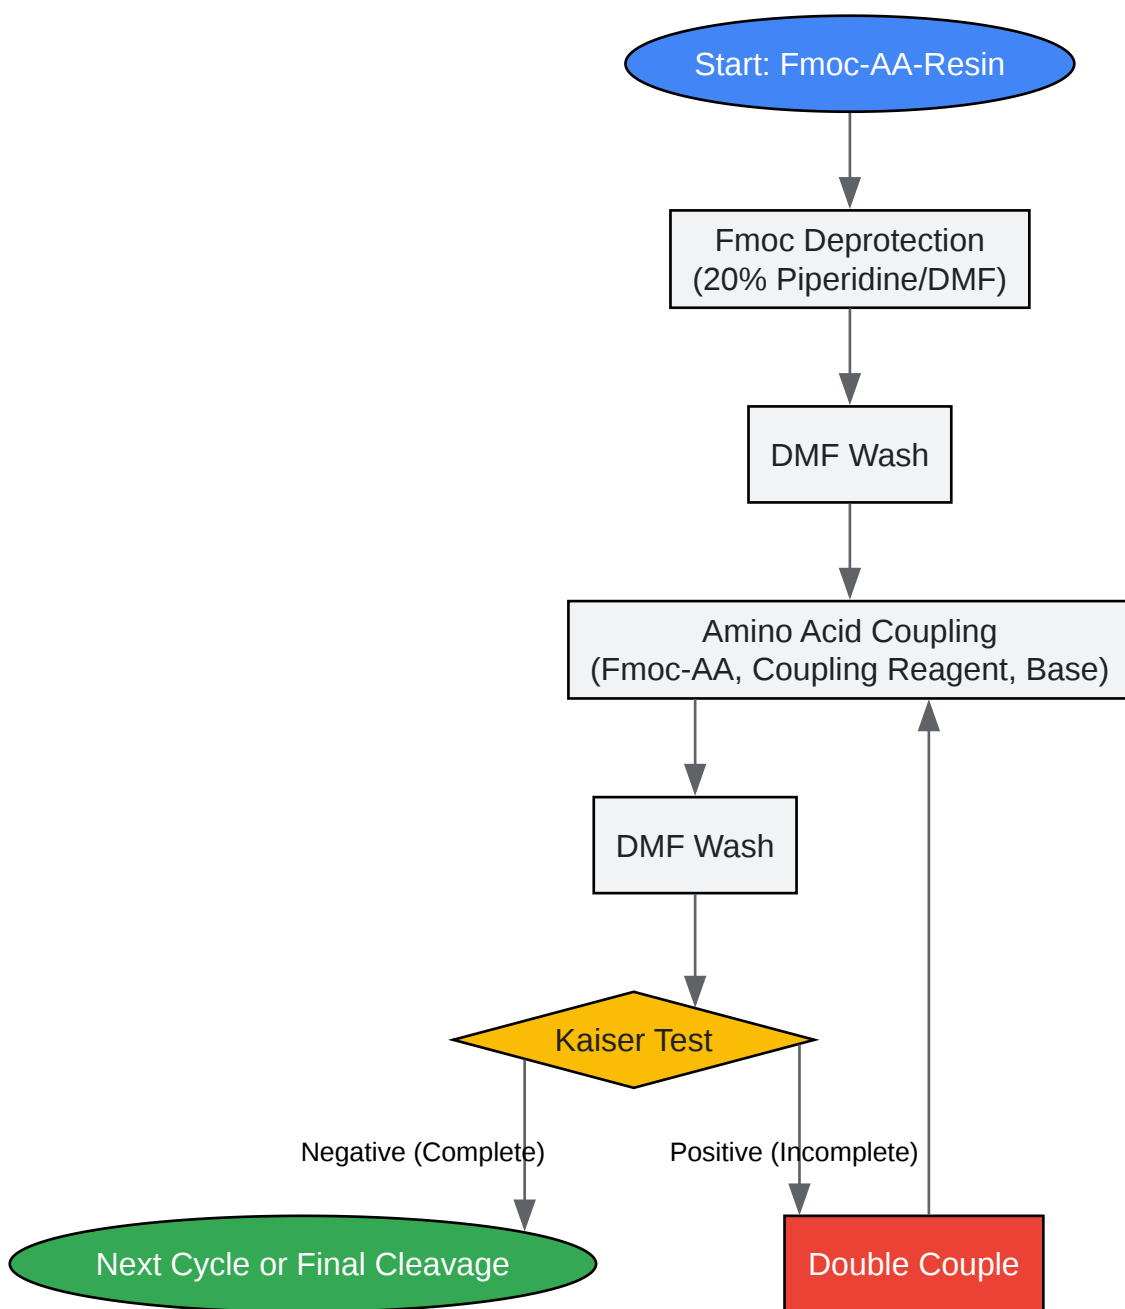 Start: Fmoc-AA-Resin
Fmoc Deprotection
(20% Piperidine/DMF)
DMF Wash
Amino Acid Coupling
(Fmoc-AA, Coupling Reagent, Base)
DMF Wash
Kaiser Test
Negative (Complete)
Positive (Incomplete)
Next Cycle or Final Cleavage
Double Couple